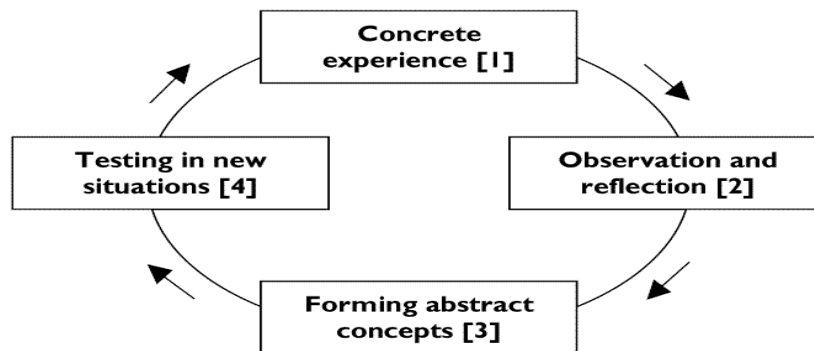 Concrete
experience [1]
Observation and
reflection [2]
Forming abstract
concepts [3]
Testing in new
situations [4]